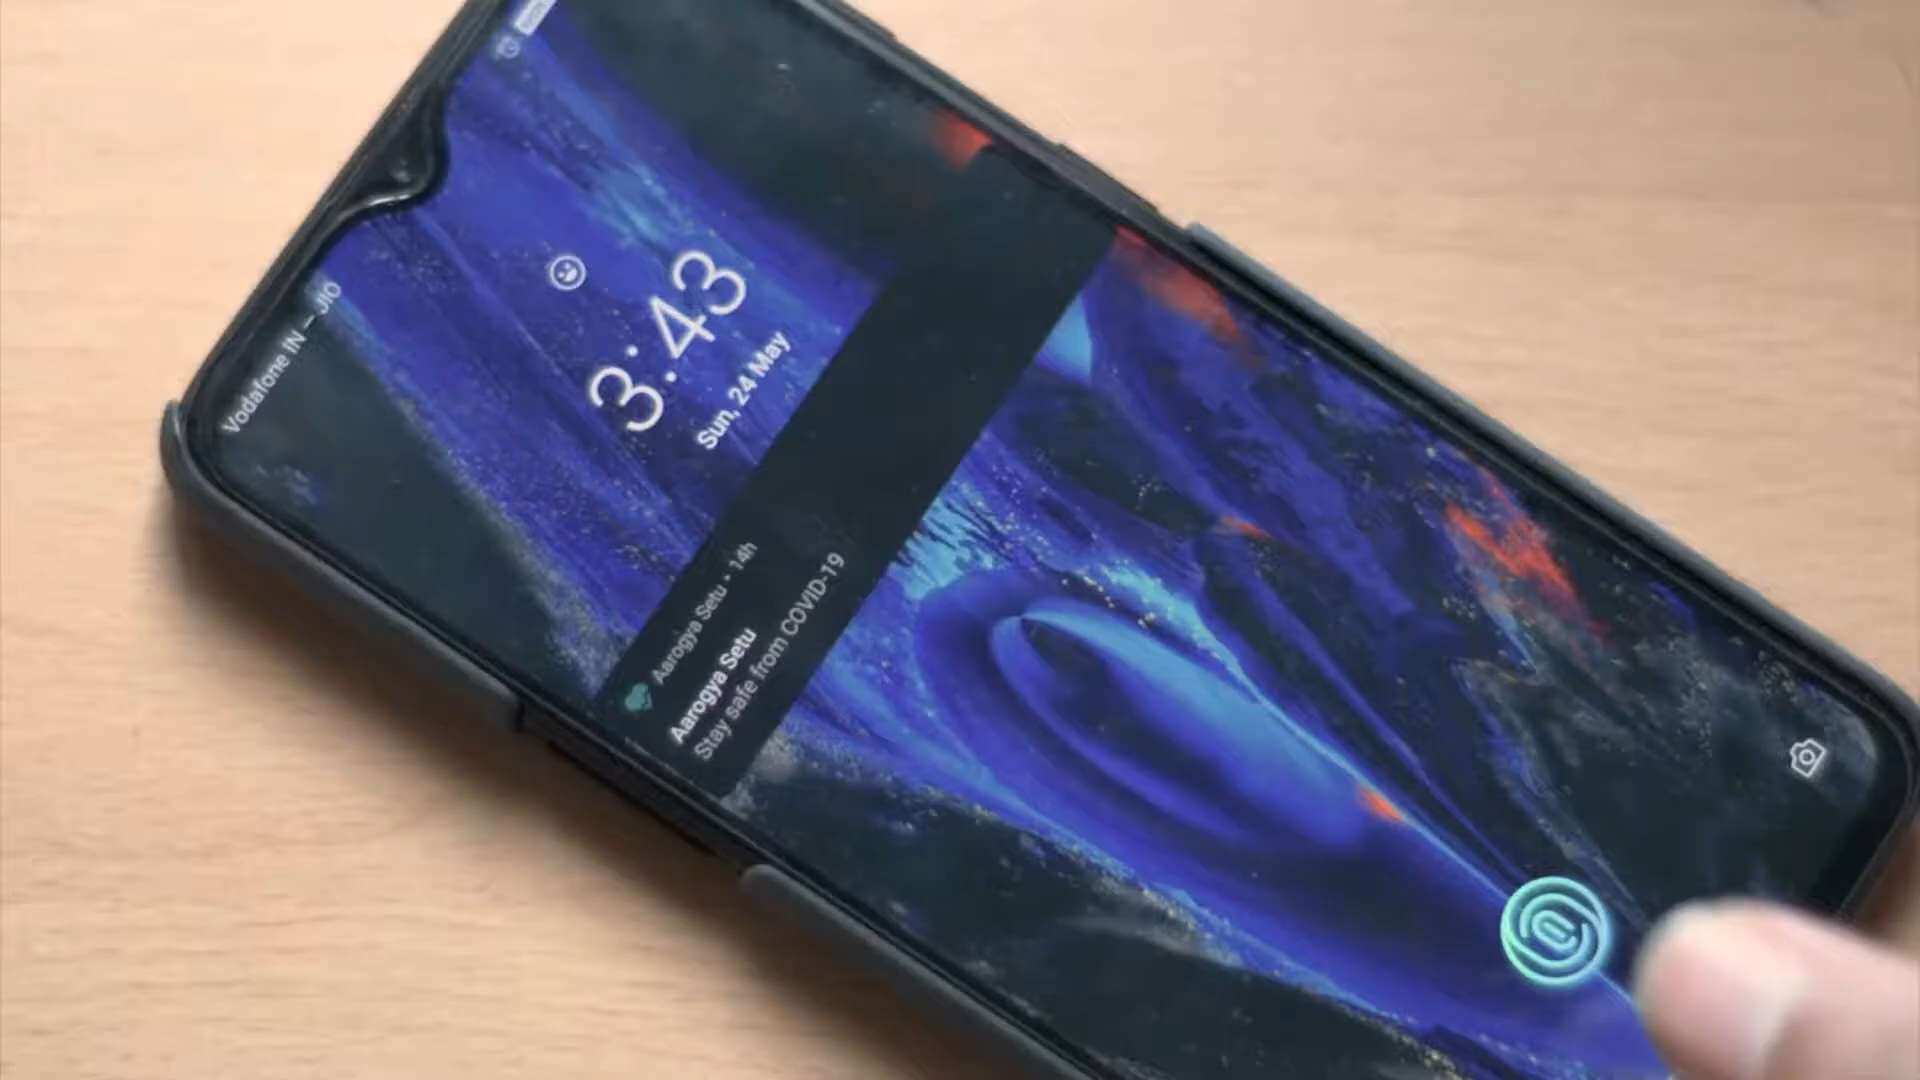 Vodafone IN — JIO
3:43
Sun, 24 May
Aarogya Setu • 14h
Aarogya Setu
Stay safe from COVID-19